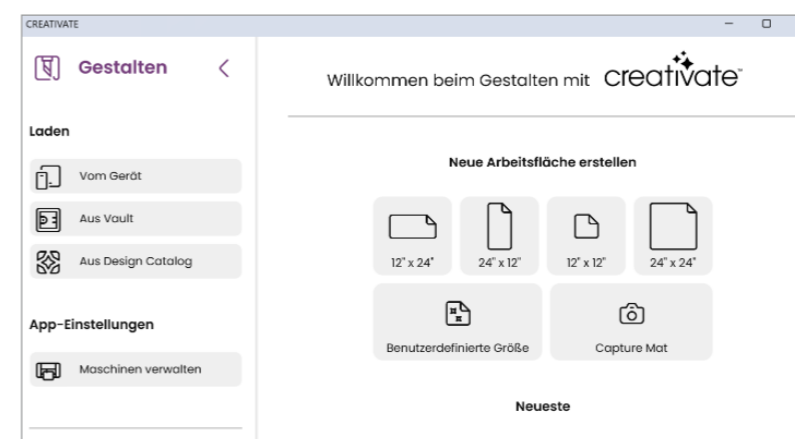 CREATIVATE
Gestalten
Willkommen beim Gestalten mit creativate™
Laden
Vom Gerät
Aus Vault
Aus Design Catalog
App-Einstellungen
Maschinen verwalten
Neue Arbeitsfläche erstellen
12" x 24"
24" x 12"
12" x 12"
24" x 24"
Benutzerdefinierte Größe
Capture Mat
Neueste